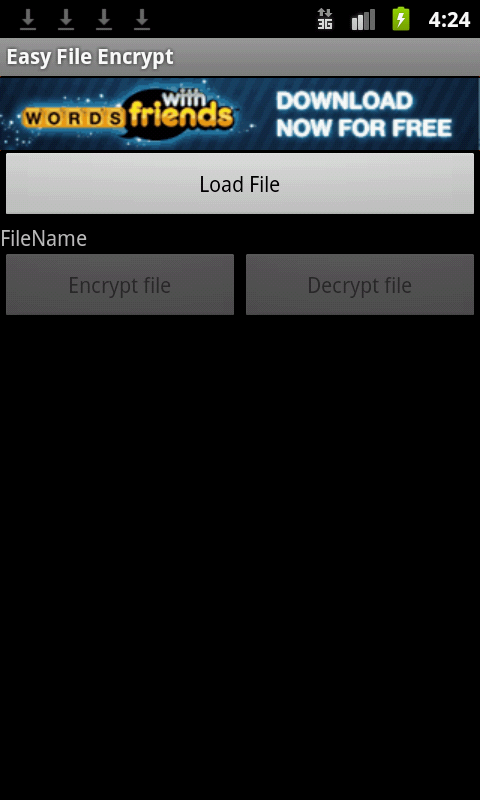 3G 4:24
Easy File Encrypt
WORDS with friends
DOWNLOAD
NOW FOR FREE
Load File
FileName
Encrypt file Decrypt file